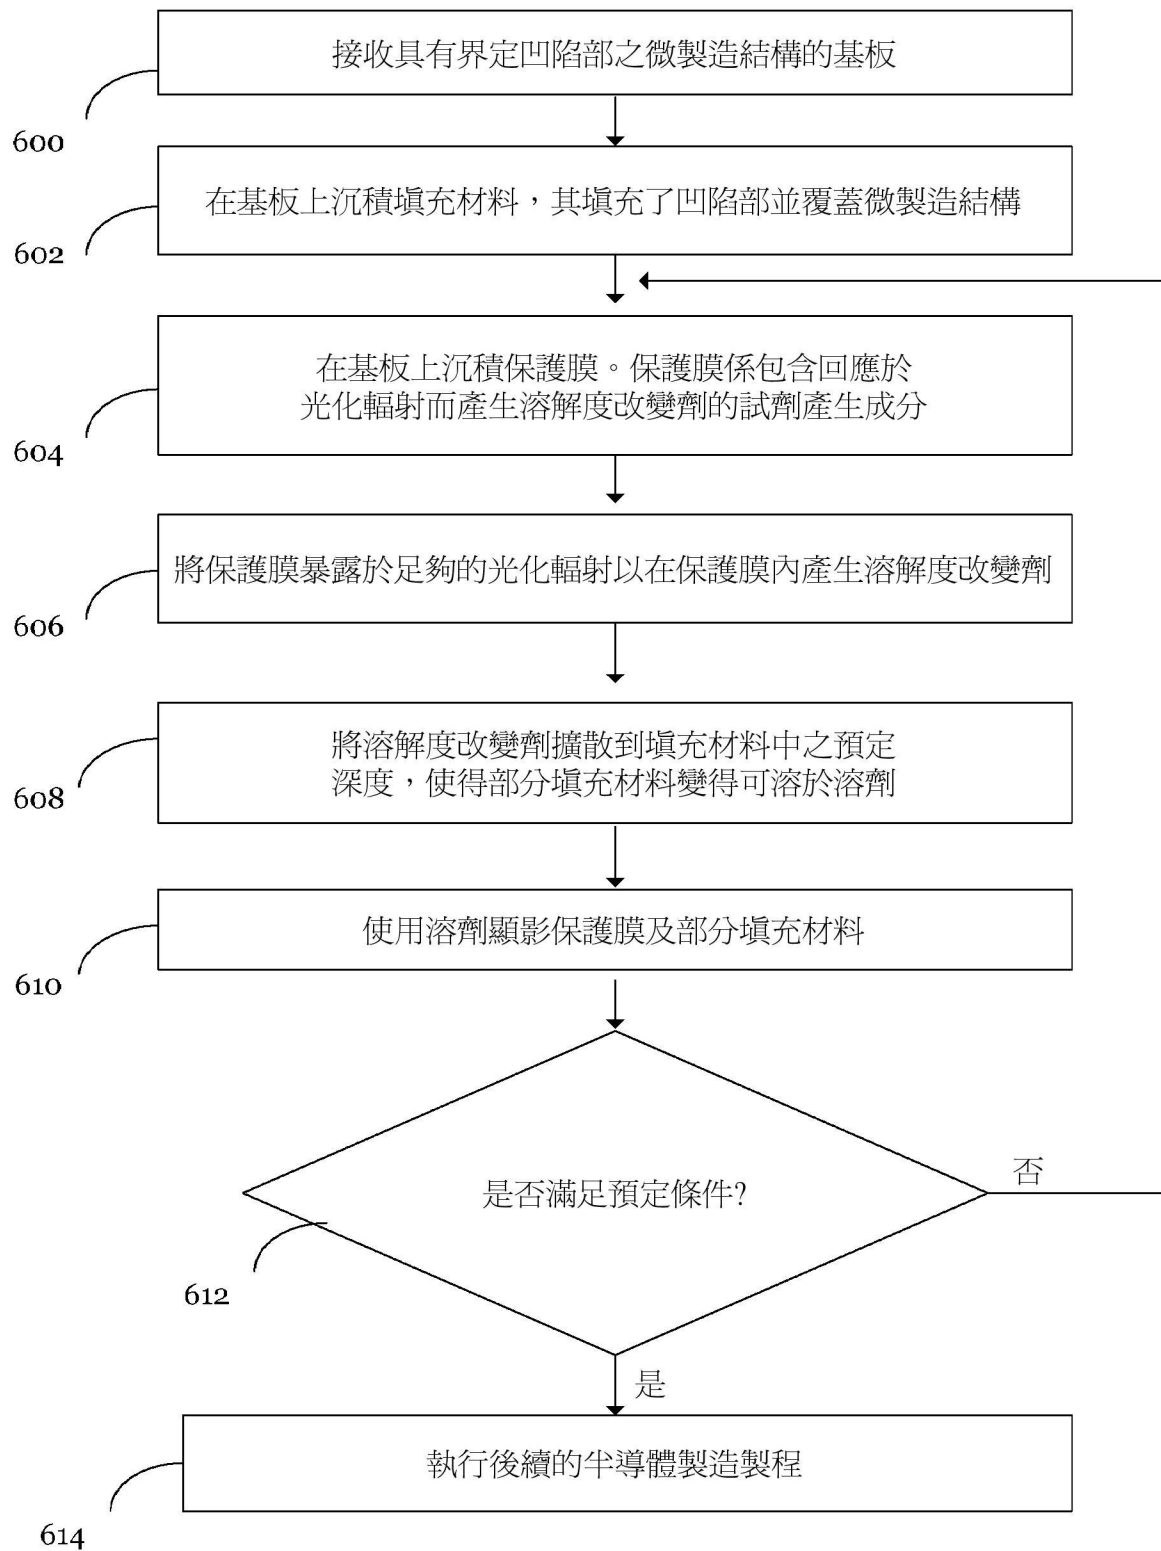 接收具有界定凹陷部之微製造結構的基板
600
在基板上沉積填充材料，其填充了凹陷部並覆蓋微製造結構
602
在基板上沉積保護膜。保護膜係包含回應於
光化輻射而產生溶解度改變劑的試劑產生成分
604
將保護膜暴露於足夠的光化輻射以在保護膜內產生溶解度改變劑
606
將溶解度改變劑擴散到填充材料中之預定
深度，使得部分填充材料變得可溶於溶劑
608
使用溶劑顯影保護膜及部分填充材料
610
否
是否滿足預定條件?
612
是
執行後續的半導體製造製程
614